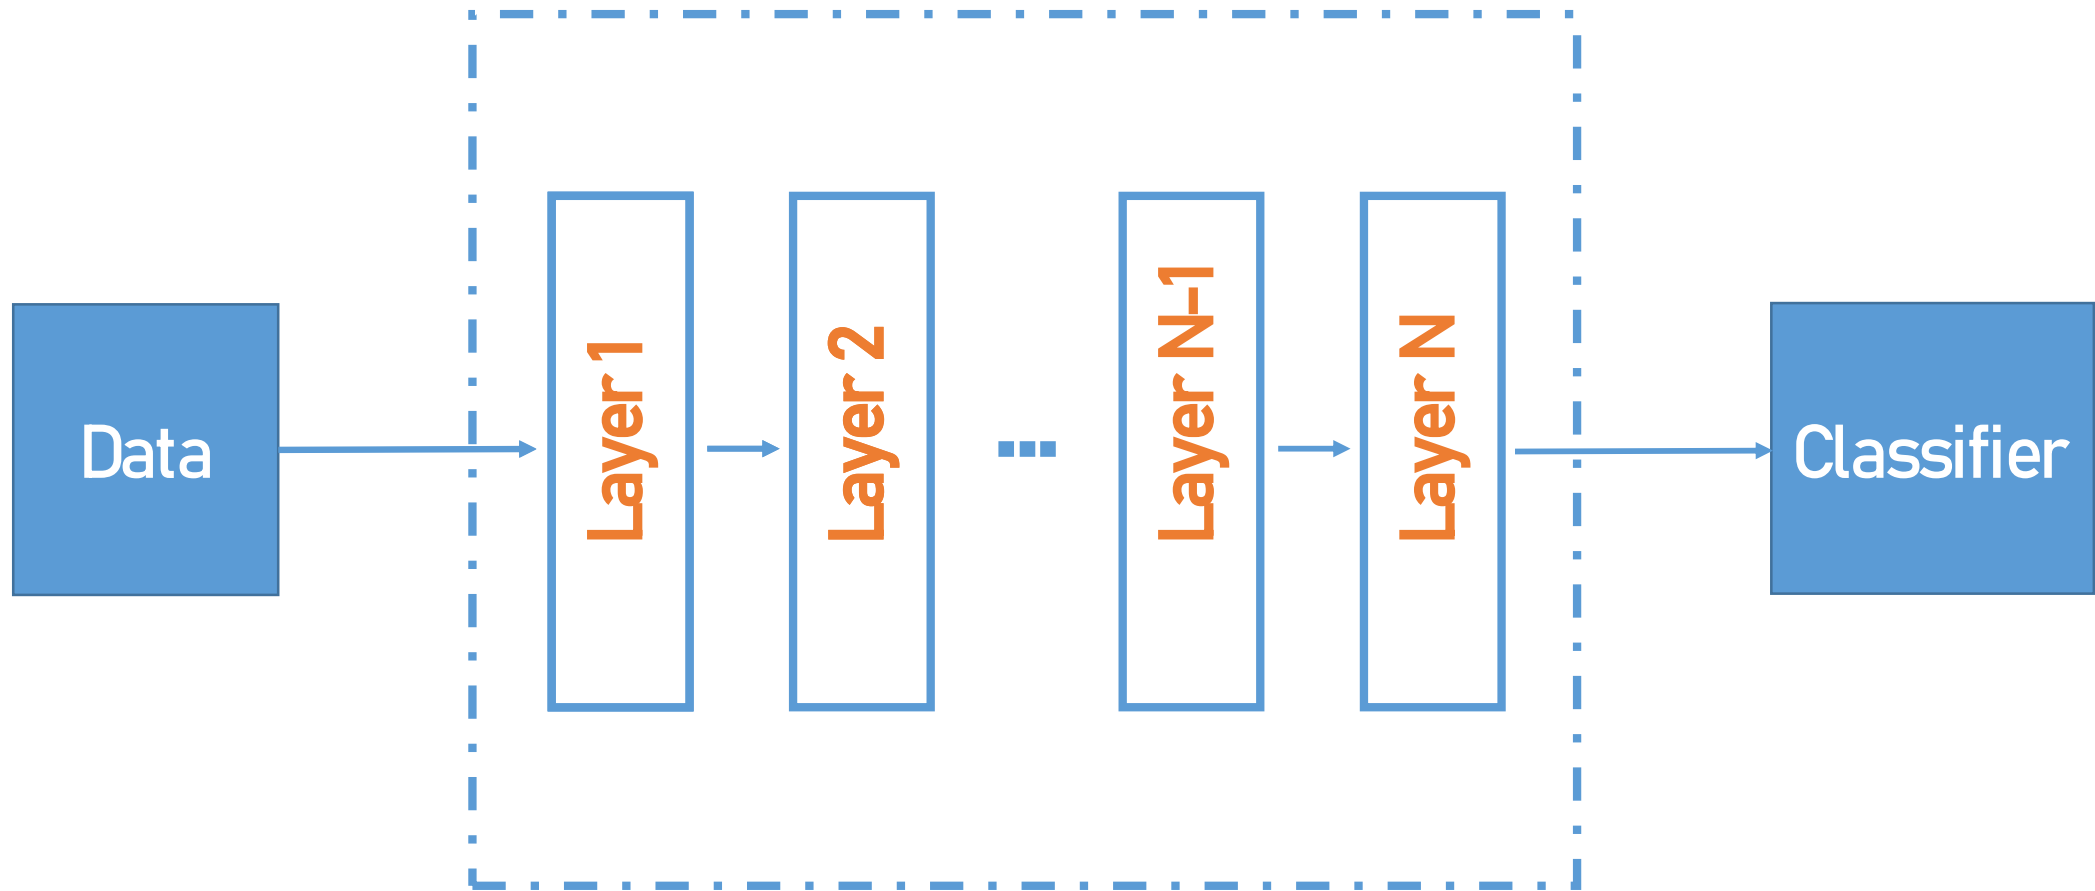 Data
Layer 1
Layer 2
Layer N-1
Layer N
Classifier